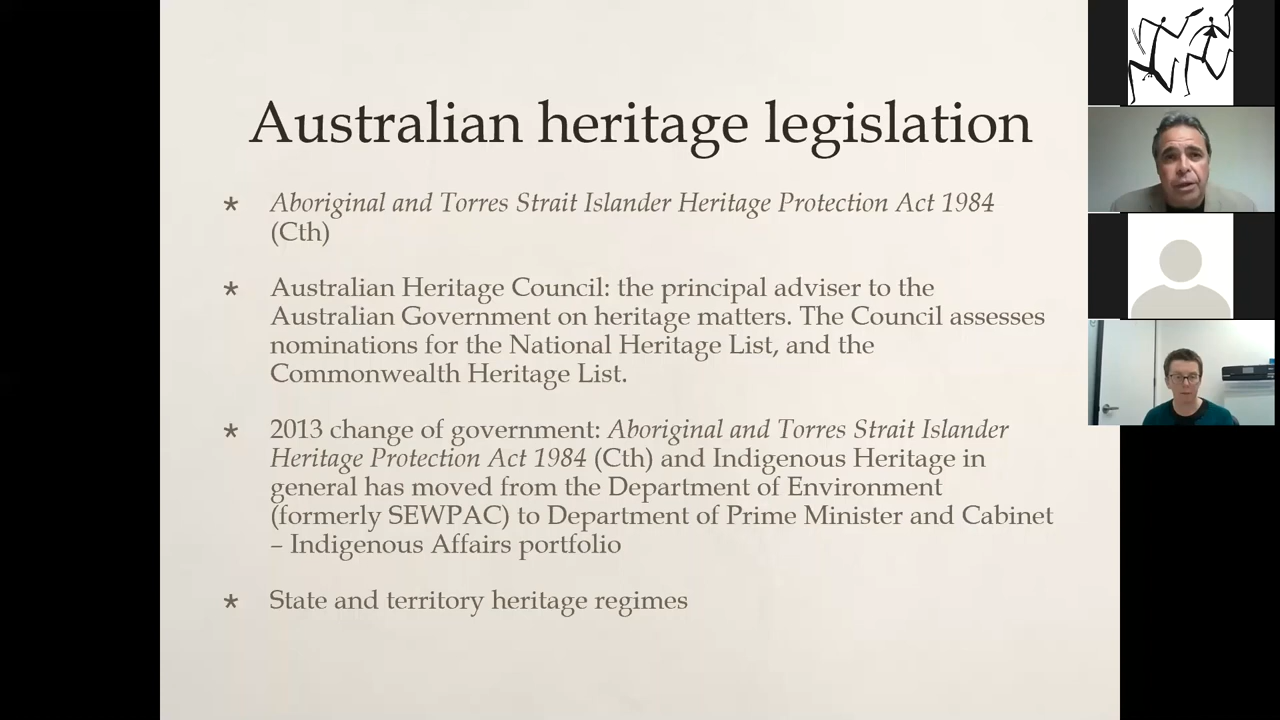 Australian heritage legislation
* Aboriginal and Torres Strait Islander Heritage Protection Act 1984
(Cth)
* Australian Heritage Council: the principal adviser to the
Australian Government on heritage matters. The Council assesses
nominations for the National Heritage List, and the
Commonwealth Heritage List.
* 2013 change of government: Aboriginal and Torres Strait Islander
Heritage Protection Act 1984 (Cth) and Indigenous Heritage in
general has moved from the Department of Environment
(formerly SEWPAC) to Department of Prime Minister and Cabinet
– Indigenous Affairs portfolio
* State and territory heritage regimes